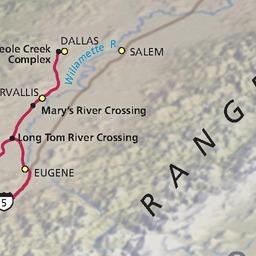 DALLAS
eole Creek
Complex
SALEM
Willamette R
RVALLIS
Mary's River Crossing
Long Tom River Crossing
EUGENE
5
RANG